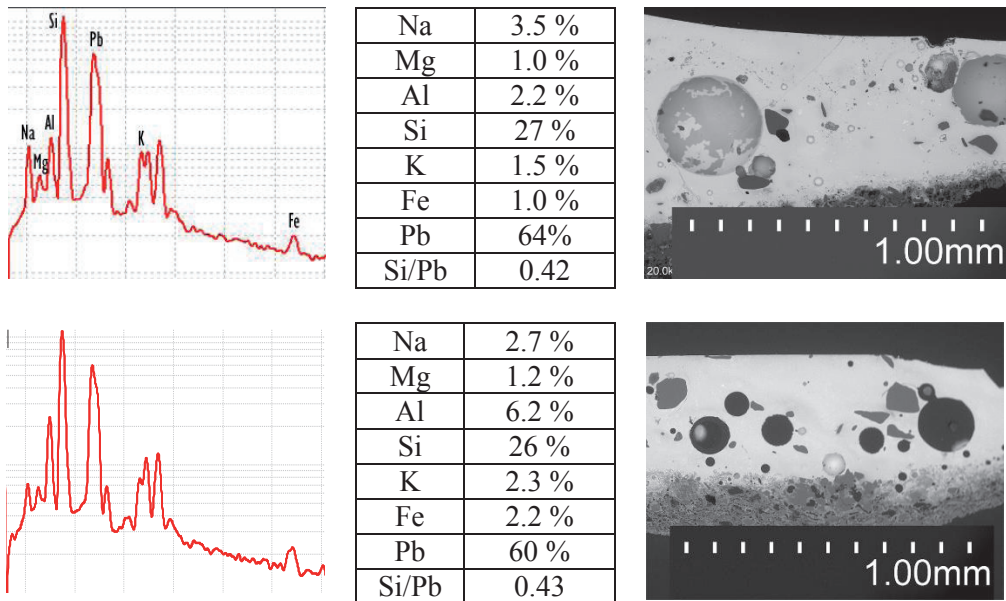 Si
Pb
Na
Mg
Al
K
Fe
Na 3.5 %
Mg 1.0 %
Al 2.2 %
Si 27 %
K 1.5 %
Fe 1.0 %
Pb 64%
Si/Pb 0.42
1.00mm
20.0k
Na 2.7 %
Mg 1.2 %
Al 6.2 %
Si 26 %
K 2.3 %
Fe 2.2 %
Pb 60 %
Si/Pb 0.43
1.00mm